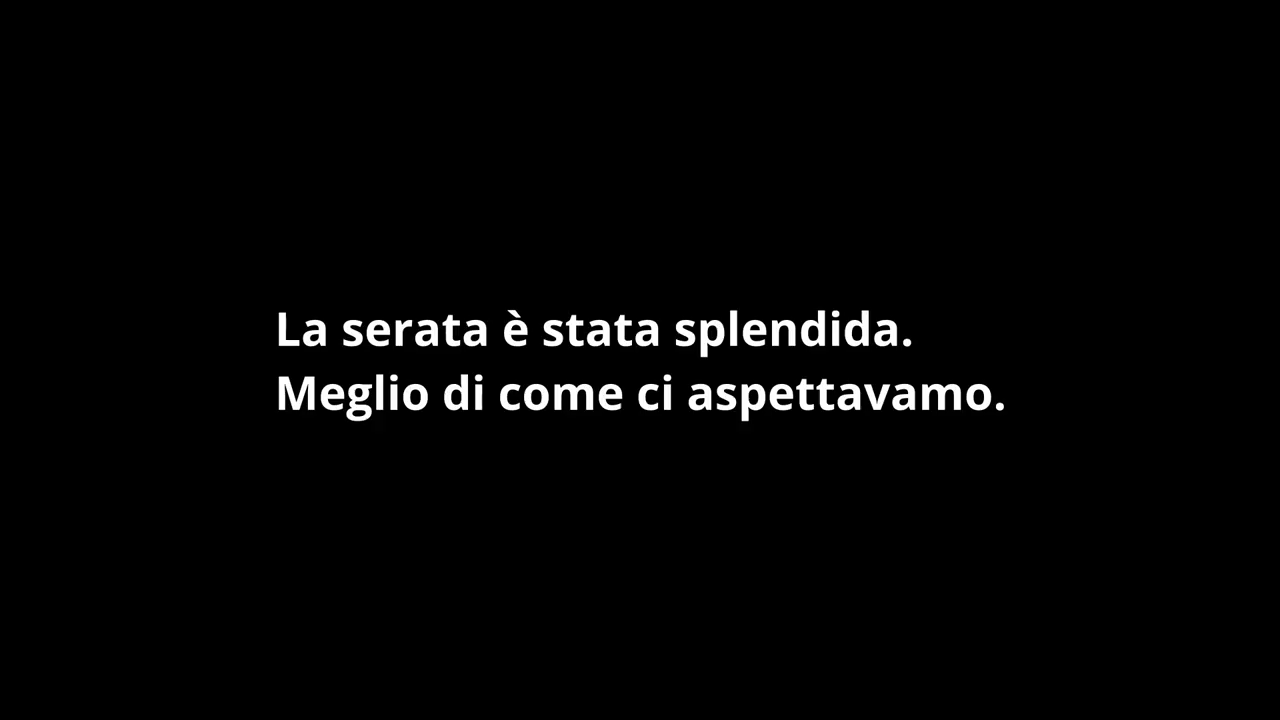 La serata è stata splendida.
Meglio di come ci aspettavamo.